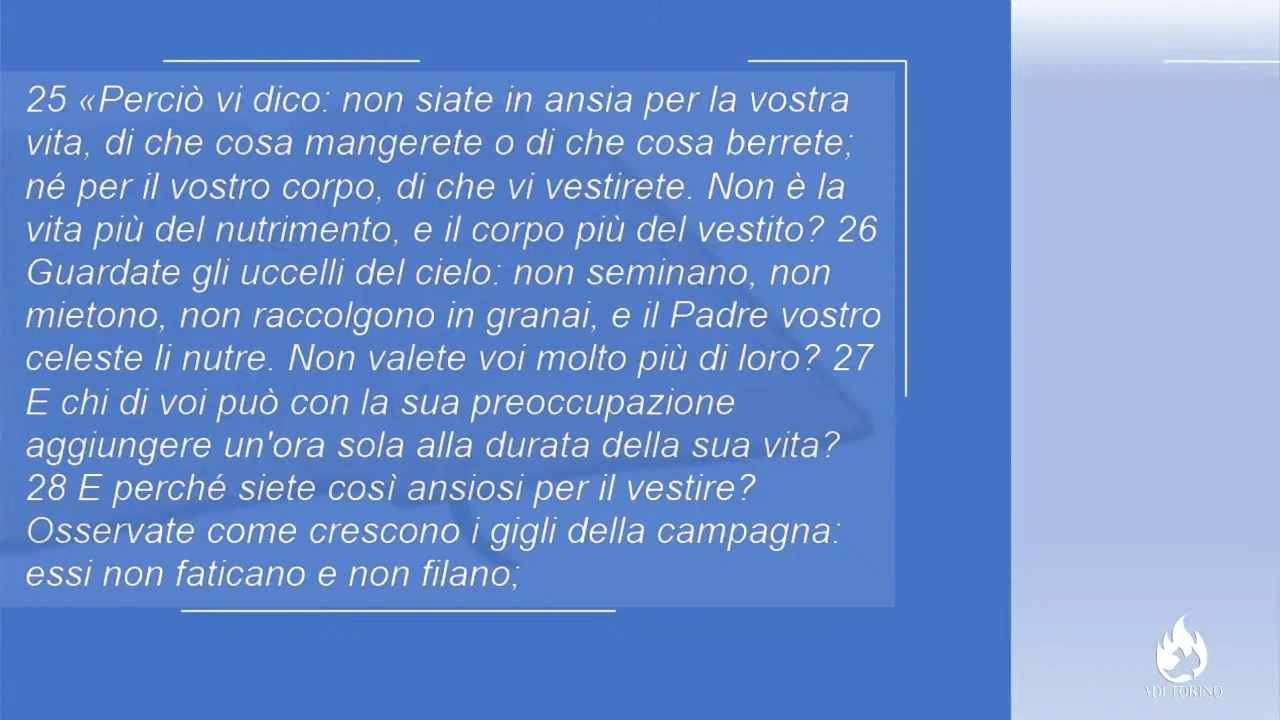 25 «Perciò vi dico: non siate in ansia per la vostra
vita, di che cosa mangerete o di che cosa berrete;
né per il vostro corpo, di che vi vestirete. Non è la
vita più del nutrimento, e il corpo più del vestito? 26
Guardate gli uccelli del cielo: non seminano, non
mietono, non raccolgono in granai, e il Padre vostro
celeste li nutre. Non valete voi molto più di loro? 27
E chi di voi può con la sua preoccupazione
aggiungere un'ora sola alla durata della sua vita?
28 E perché siete così ansiosi per il vestire?
Osservate come crescono i gigli della campagna:
essi non faticano e non filano;
ADI TORINO